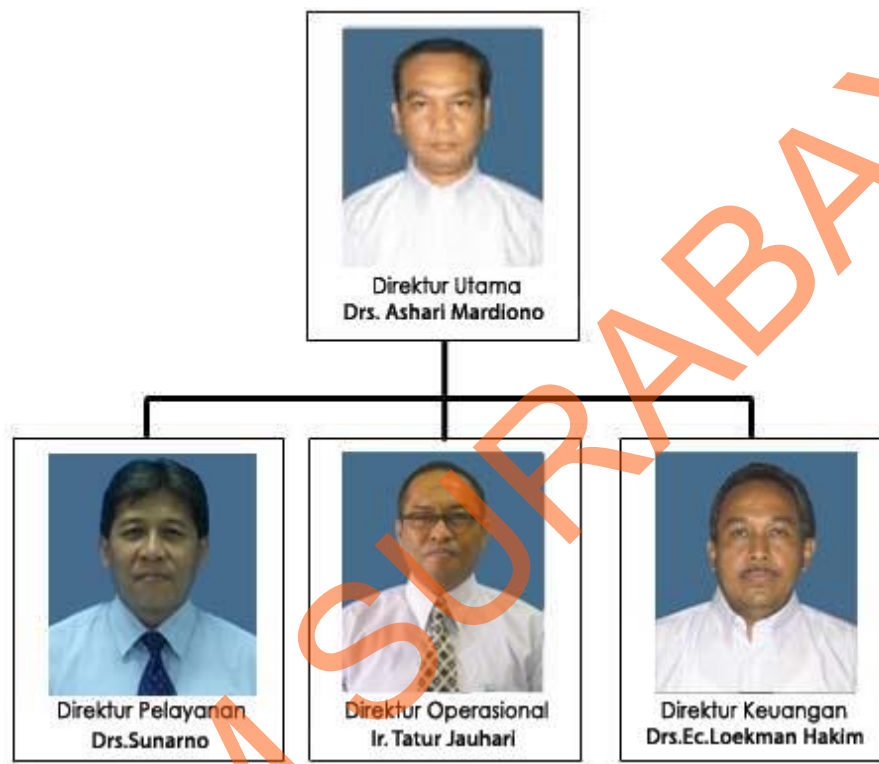 Direktur Utama
Drs. Ashari Mardiono
Direktur Pelayanan
Drs.Sunarno
Direktur Operasional
Ir. Tatur Jauhari
Direktur Keuangan
Drs.Ec.Loekman Hakim
SURABAY